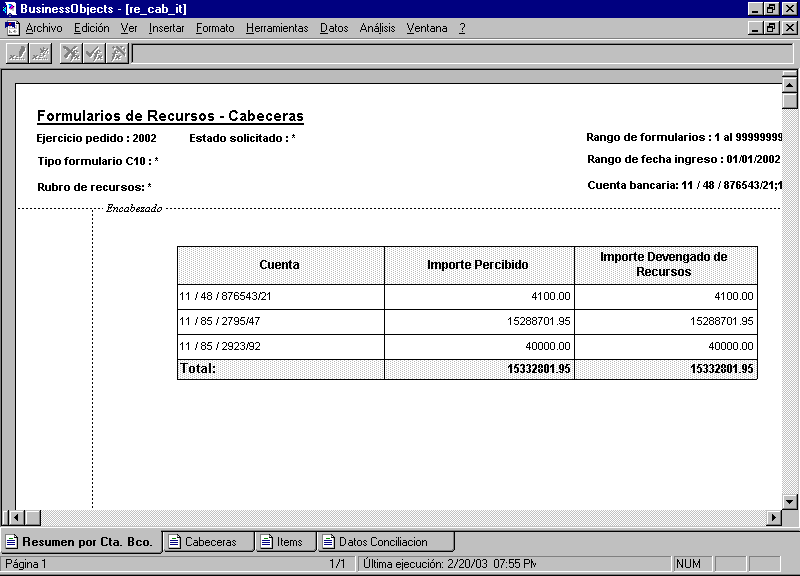 BusinessObjects - [re_cab_it]
Archivo Edición Ver Insertar Formato Herramientas Datos Análisis Ventana ?
Formularios de Recursos - Cabeceras
Ejercicio pedido : 2002 Estado solicitado : * Rango de formularios : 1 al 99999999
Tipo formulario C10 : * Rango de fecha ingreso : 01/01/2002
Rubro de recursos: * Cuenta bancaria: 11 / 48 / 876543/21;1
Encabezado
Cuenta Importe Percibido Importe Devengado de
Recursos
11 / 48 / 876543/21 4100.00 4100.00
11 / 85 / 2795/47 15288701.95 15288701.95
11 / 85 / 2923/92 40000.00 40000.00
Total: 15332801.95 15332801.95
Resumen por Cta. Bco. Cabeceras Items Datos Conciliacion
Página 1 1/1 Última ejecución: 2/20/03 07:55 PM NUM